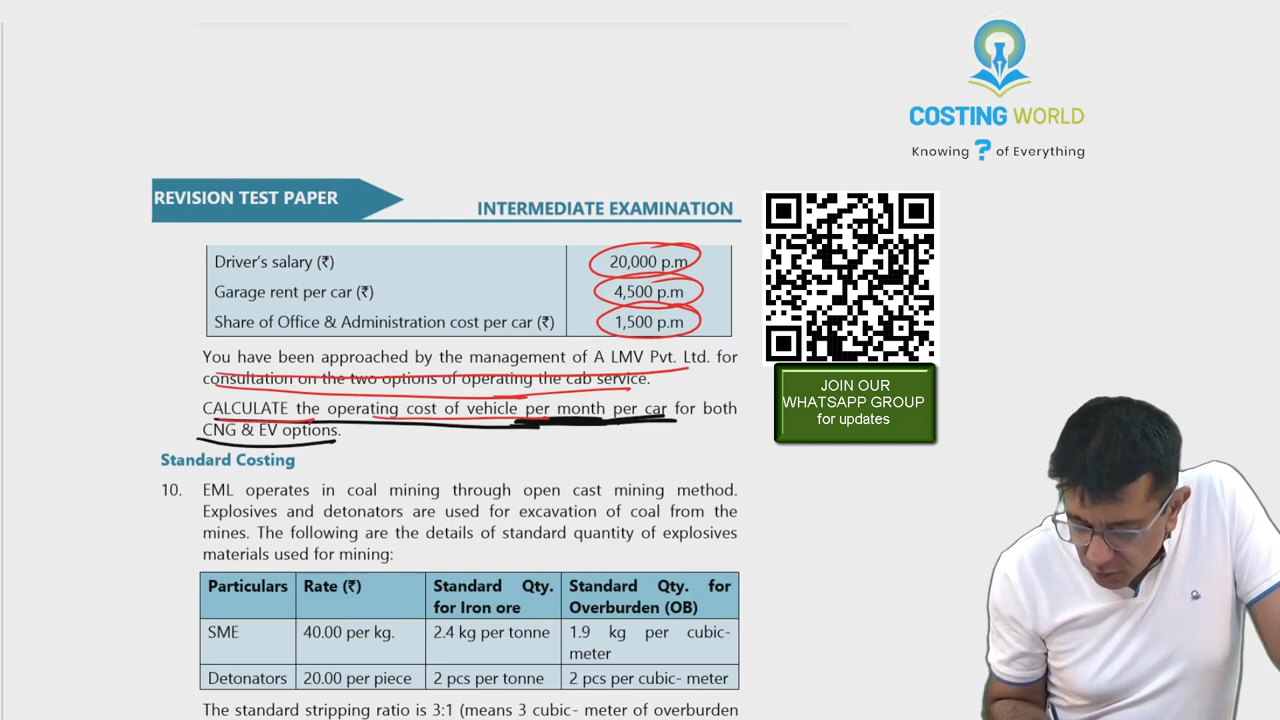 COSTING WORLD
Knowing ? of Everything
REVISION TEST PAPER
INTERMEDIATE EXAMINATION
Driver's salary (₹) 20,000 p.m
Garage rent per car (₹) 4,500 p.m
Share of Office & Administration cost per car (₹) 1,500 p.m
You have been approached by the management of A LMV Pvt. Ltd. for
consultation on the two options of operating the cab service.
CALCULATE the operating cost of vehicle per month per car for both
CNG & EV options.
JOIN OUR
WHATSAPP GROUP
for updates
Standard Costing
10. EML operates in coal mining through open cast mining method.
Explosives and detonators are used for excavation of coal from the
mines. The following are the details of standard quantity of explosives
materials used for mining:
Particulars Rate (₹) Standard Qty. Standard Qty. for
for Iron ore Overburden (OB)
SME 40.00 per kg. 2.4 kg per tonne 1.9 kg per cubic-
meter
Detonators 20.00 per piece 2 pcs per tonne 2 pcs per cubic- meter
The standard stripping ratio is 3:1 (means 3 cubic- meter of overburden